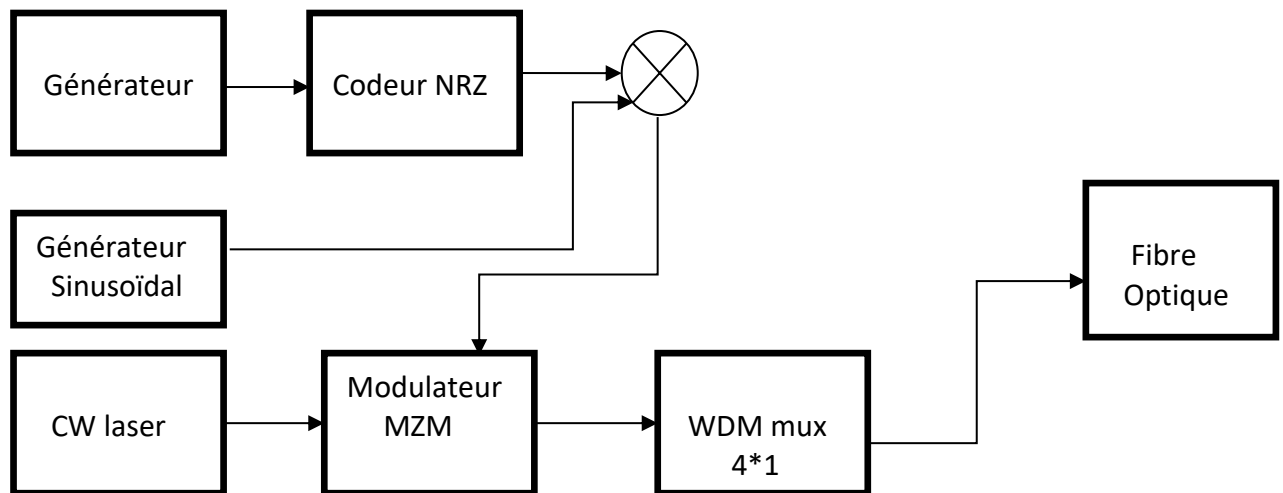 Générateur
Codeur NRZ
Générateur
Sinusoïdal
Fibre
Optique
CW laser
Modulateur
MZM
WDM mux
4*1